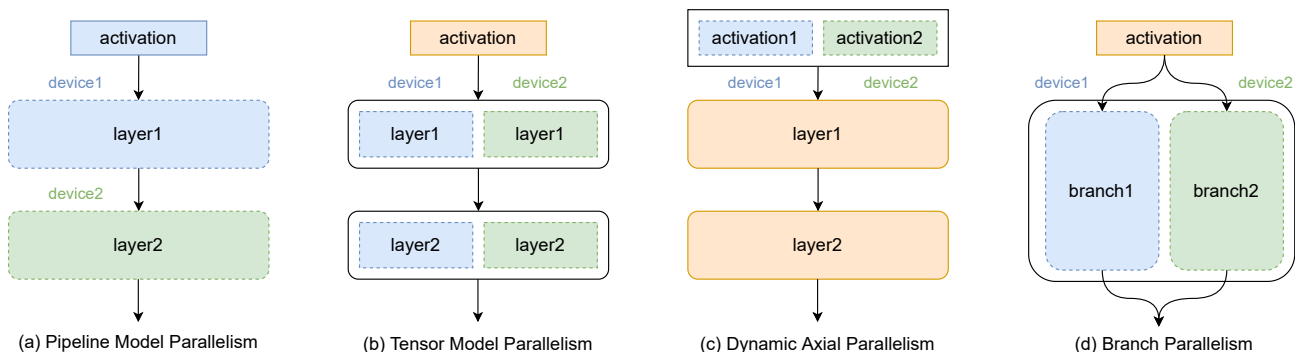 activation
device1
layer1
device2
layer2
(a) Pipeline Model Parallelism
activation
device1
device2
layer1
layer1
layer2
layer2
(b) Tensor Model Parallelism
activation1
activation2
device1
device2
layer1
layer2
(c) Dynamic Axial Parallelism
activation
device1
device2
branch1
branch2
(d) Branch Parallelism